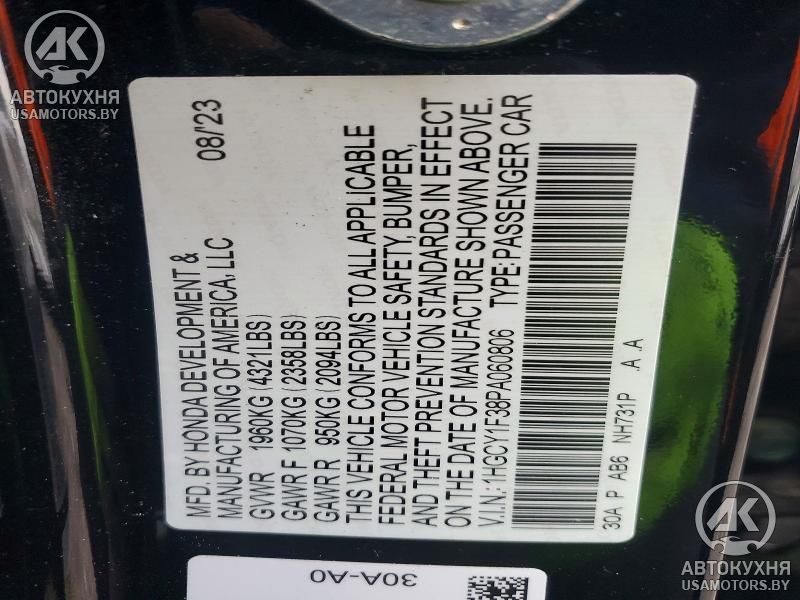 AK
АВТОКУХНЯ
USAMOTORS.BY
MFD. BY HONDA DEVELOPMENT &
MANUFACTURING OF AMERICA, LLC
08/'23
GVWR 1960KG (4321LBS)
GAWR F 1070KG (2358LBS)
GAWR R 950KG (2094LBS)
THIS VEHICLE CONFORMS TO ALL APPLICABLE
FEDERAL MOTOR VEHICLE SAFETY, BUMPER,
AND THEFT PREVENTION STANDARDS IN EFFECT
ON THE DATE OF MANUFACTURE SHOWN ABOVE.
V.I.N.: 1HGCY1F38PA060806 TYPE: PASSENGER CAR
30A P AB6 NH731P A .A
30A-A0
AK
АВТОКУХНЯ
USAMOTORS.BY